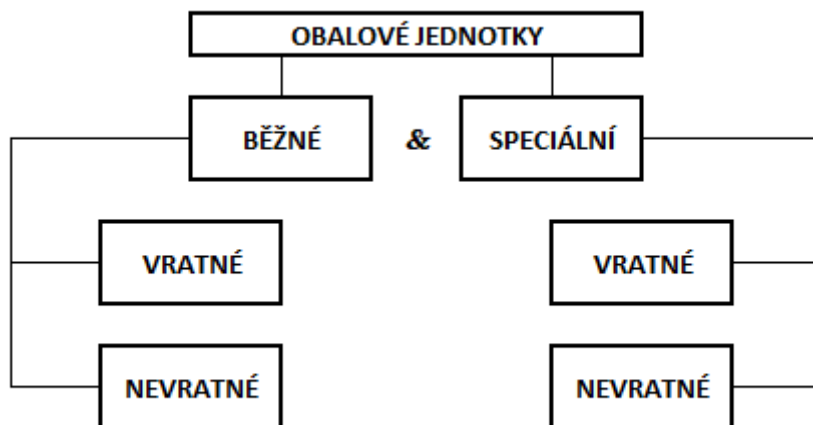 OBALOVÉ JEDNOTKY
BĚŽNÉ & SPECIÁLNÍ
VRATNÉ VRATNÉ
NEVRATNÉ NEVRATNÉ